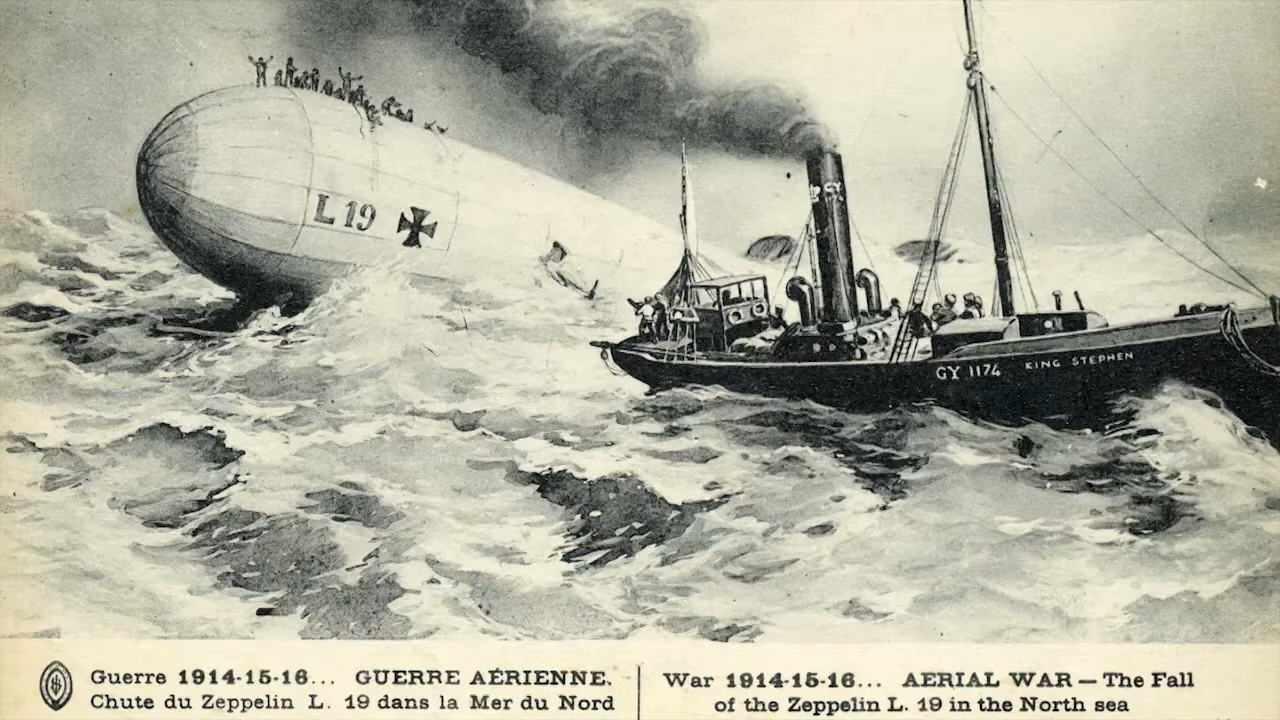 L 19
GY
GY 1174 KING STEPHEN
Guerre 1914-15-16... GUERRE AÉRIENNE.
Chute du Zeppelin L. 19 dans la Mer du Nord
War 1914-15-16... AERIAL WAR — The Fall
of the Zeppelin L. 19 in the North sea